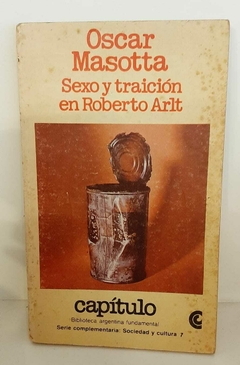 Oscar
Masotta
Sexo y traición
en Roberto Arlt
capítulo
Biblioteca argentina fundamental
Serie complementaria: Sociedad y cultura 7